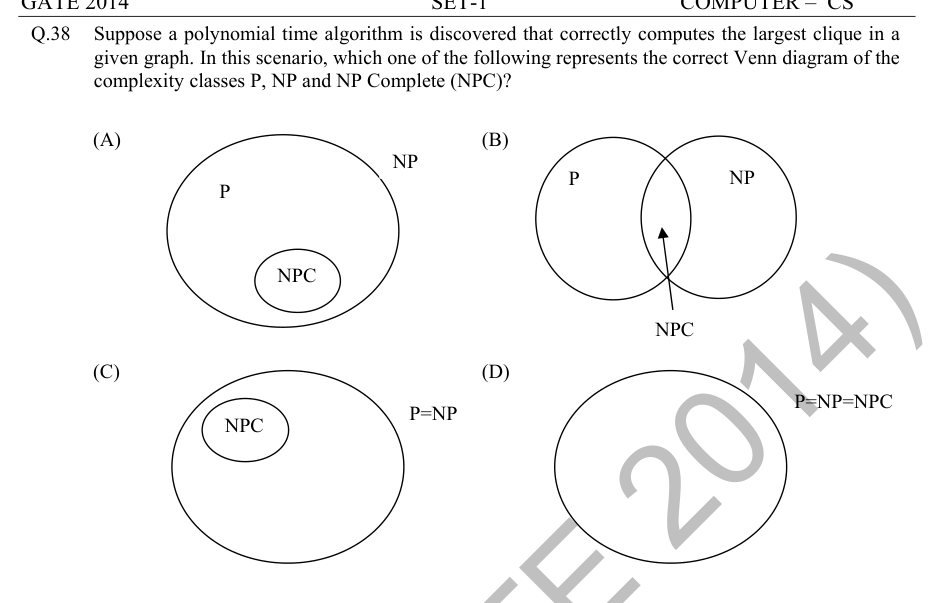 GATE 2014 SET-1 COMPUTER – CS
Q.38 Suppose a polynomial time algorithm is discovered that correctly computes the largest clique in a
given graph. In this scenario, which one of the following represents the correct Venn diagram of the
complexity classes P, NP and NP Complete (NPC)?
(A) (B)
NP
P
NPC
P NP
NPC
(C) (D)
NPC
P=NP
P=NP=NPC
TE 2014)